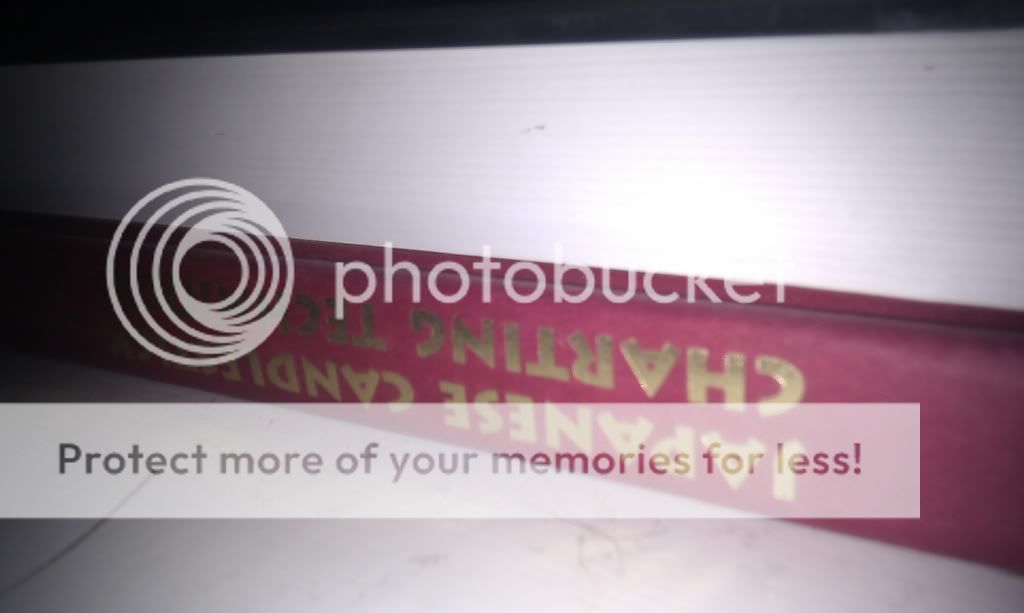 photobucket
Protect more of your memories for less!
JAPANESE
CHARTING